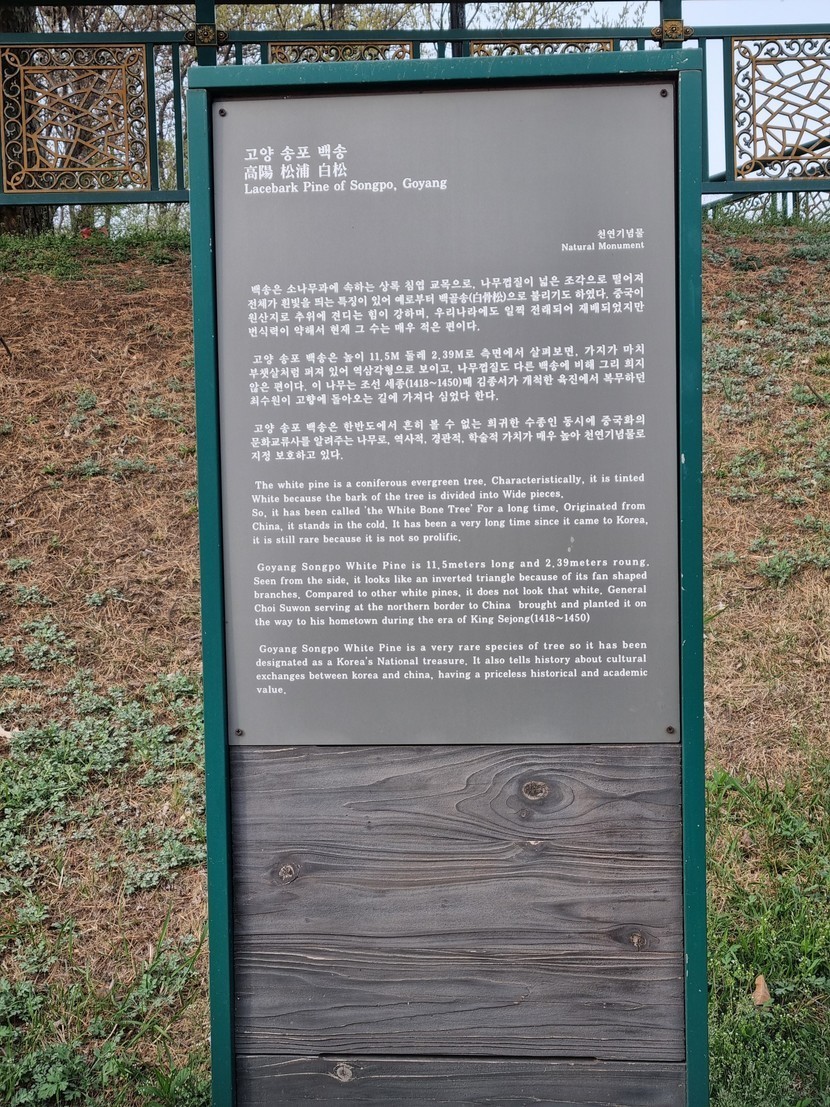 고양 송포 백송
高陽 松浦 白松
Lacebark Pine of Songpo, Goyang
천연기념물
Natural Monument
백송은 소나무과에 속하는 상록 침엽 교목으로, 나무껍질이 넓은 조각으로 떨어져
전체가 흰빛을 띄는 특징이 있어 예로부터 백골송(白骨松)으로 불리기도 하였다. 중국이
원산지로 추위에 견디는 힘이 강하며, 우리나라에도 일찍 전래되어 재배되었지만
번식력이 약해서 현재 그 수는 매우 적은 편이다.
고양 송포 백송은 높이 11.5M 둘레 2.39M로 측면에서 살펴보면, 가지가 마치
부챗살처럼 펴져 있어 역삼각형으로 보이고, 나무껍질도 다른 백송에 비해 그리 희지
않은 편이다. 이 나무는 조선 세종(1418~1450)때 김종서가 개척한 육진에서 복무하던
최수원이 고향에 돌아오는 길에 가져다 심었다 한다.
고양 송포 백송은 한반도에서 흔히 볼 수 없는 희귀한 수종인 동시에 중국화의
문화교류사를 알려주는 나무로, 역사적, 경관적, 학술적 가치가 매우 높아 천연기념물로
지정 보호하고 있다.
The white pine is a coniferous evergreen tree. Characteristically, it is tinted
White because the bark of the tree is divided into Wide pieces.
So, it has been called 'the White Bone Tree' For a long time. Originated from
China, it stands in the cold. It has been a very long time since it came to Korea,
it is still rare because it is not so prolific.
Goyang Songpo White Pine is 11.5meters long and 2.39meters roung.
Seen from the side, it looks like an inverted triangle because of its fan shaped
branches. Compared to other white pines, it does not look that white. General
Choi Suwon serving at the northern border to China brought and planted it on
the way to his hometown during the era of King Sejong(1418~1450)
Goyang Songpo White Pine is a very rare species of tree so it has been
designated as a Korea's National treasure. It also tells history about cultural
exchanges between korea and china, having a priceless historical and academic
value.